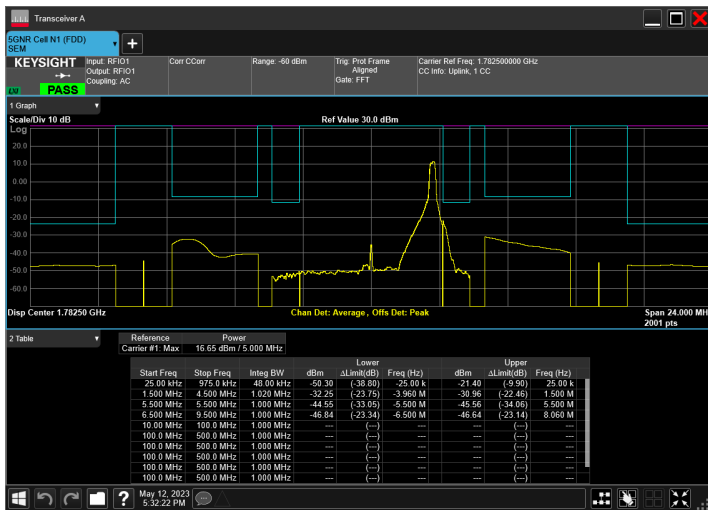 Transceiver A
5GNR Cell N1 (FDD)
SEM
KEYSIGHT
LXI
PASS
Input: RFIO1
Output: RFIO1
Coupling: AC
Corr CCorr
Range: -60 dBm
Trig: Prot Frame
Aligned
Gate: FFT
Carrier Ref Freq: 1.782500000 GHz
CC Info: Uplink, 1 CC
1 Graph
Scale/Div 10 dB
Ref Value 30.0 dBm
Log
20.0
10.0
0.00
-10.0
-20.0
-30.0
-40.0
-50.0
-60.0
Disp Center 1.78250 GHz
Chan Det: Average, Offs Det: Peak
Span 24.000 MH
2001 pts
2 Table
Reference Power
Carrier #1: Max 16.65 dBm / 5.000 MHz
Lower Upper
Start Freq Stop Freq Integ BW dBm ΔLimit(dB) Freq (Hz) dBm ΔLimit(dB) Freq (Hz)
25.00 kHz 975.0 kHz 48.00 kHz -50.30 (-38.80) -25.00 k -21.40 (-9.90) 25.00 k
1.500 MHz 4.500 MHz 1.020 MHz -32.25 (-23.75) -3.960 M -30.96 (-22.46) 1.500 M
5.500 MHz 5.500 MHz 1.000 MHz -44.55 (-33.05) -5.500 M -45.56 (-34.06) 5.500 M
6.500 MHz 9.500 MHz 1.000 MHz -46.84 (-23.34) -6.500 M -46.64 (-23.14) 8.060 M
10.00 MHz 100.0 MHz 1.000 MHz --- (---) --- --- (---) ---
100.0 MHz 500.0 MHz 1.000 MHz --- (---) --- --- (---) ---
100.0 MHz 500.0 MHz 1.000 MHz --- (---) --- --- (---) ---
100.0 MHz 500.0 MHz 1.000 MHz --- (---) --- --- (---) ---
100.0 MHz 500.0 MHz 1.000 MHz --- (---) --- --- (---) ---
100.0 MHz 500.0 MHz 1.000 MHz --- (---) --- --- (---) ---
May 12, 2023
5:32:22 PM